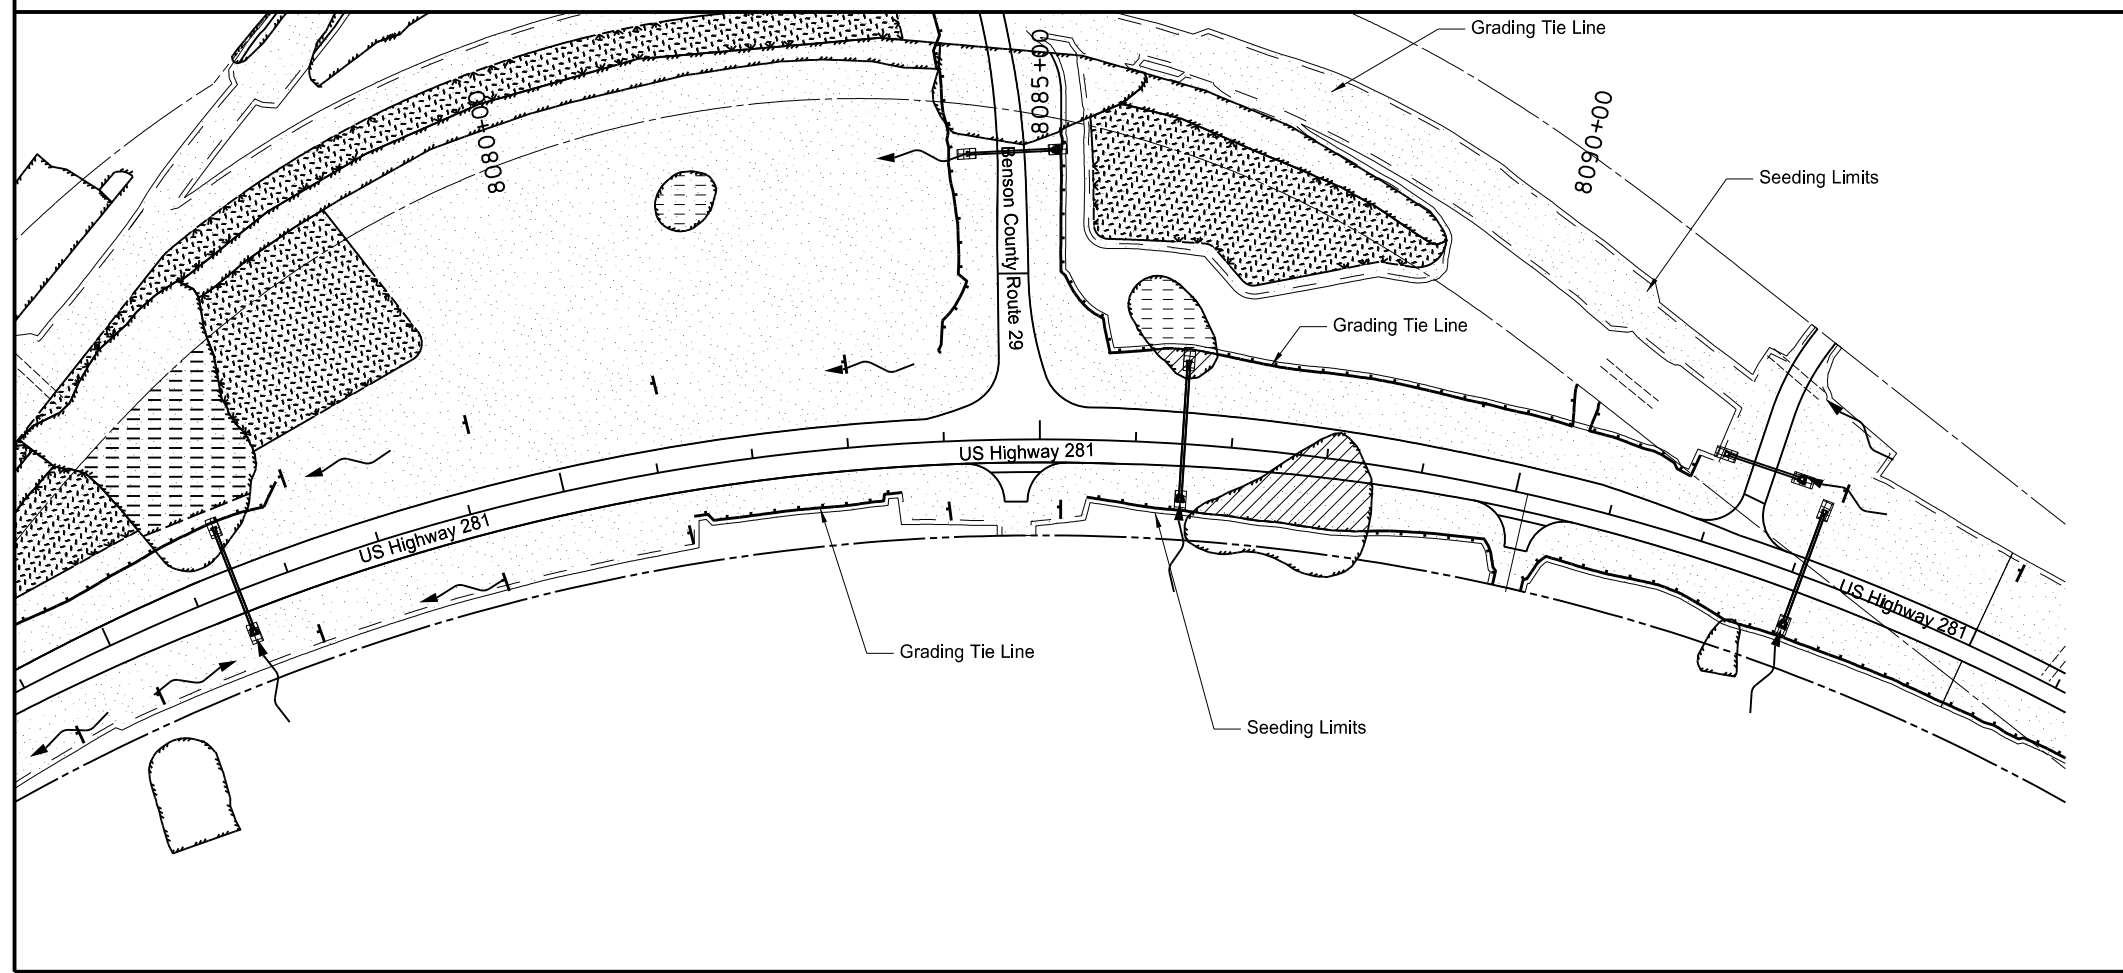 Grading Tie Line
8080+00
8085+00
8090+00
Seeding Limits
Benson County Route 29
Grading Tie Line
US Highway 281
US Highway 281
US Highway 281
Grading Tie Line
Seeding Limits